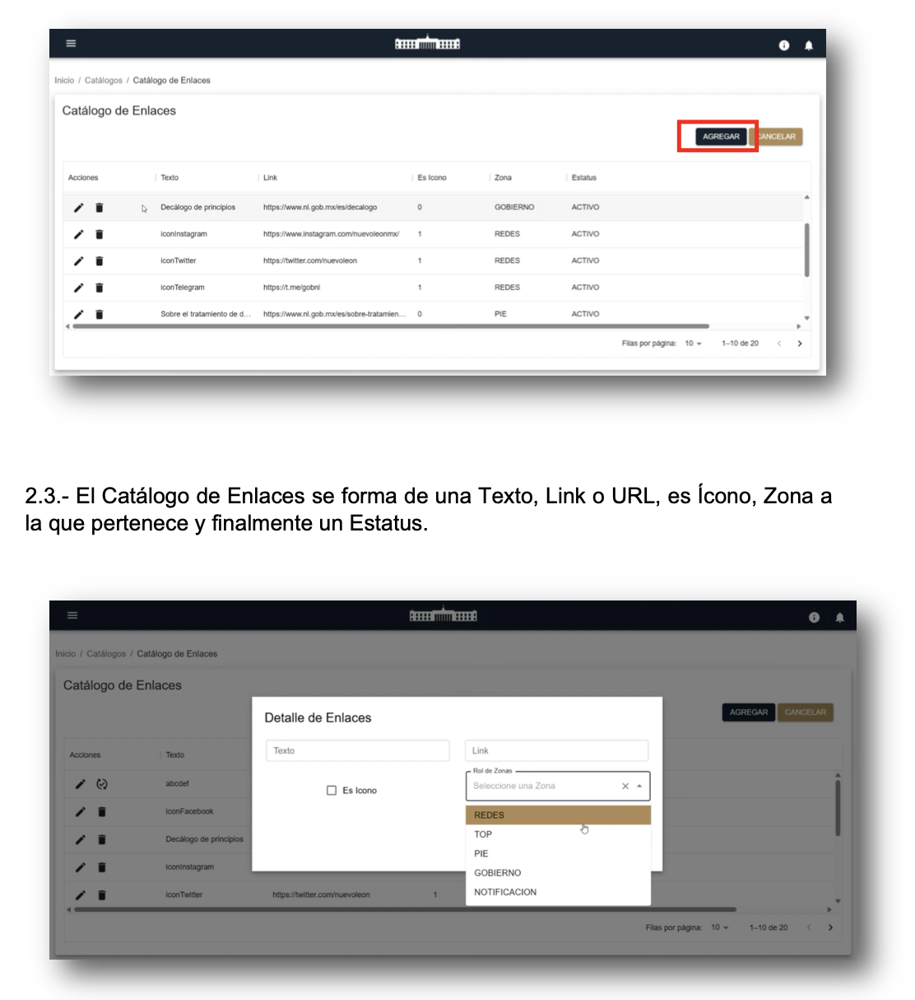 Inicio / Catálogos / Catálogo de Enlaces
Catálogo de Enlaces
AGREGAR CANCELAR
Acciones Texto Link Es Icono Zona Estatus
Decálogo de principios https://www.nl.gob.mx/es/decalogo 0 GOBIERNO ACTIVO
iconInstagram https://www.instagram.com/nuevoleonmx/ 1 REDES ACTIVO
iconTwitter https://twitter.com/nuevoleon 1 REDES ACTIVO
iconTelegram https://t.me/gobnl 1 REDES ACTIVO
Sobre el tratamiento de d... https://www.nl.gob.mx/es/sobre-tratamien... 0 PIE ACTIVO
Filas por página: 10 1–10 de 20
2.3.- El Catálogo de Enlaces se forma de una Texto, Link o URL, es Ícono, Zona a
la que pertenece y finalmente un Estatus.
Inicio / Catálogos / Catálogo de Enlaces
Catálogo de Enlaces
AGREGAR CANCELAR
Detalle de Enlaces
Texto Link
Rol de Zonas
Es Icono Seleccione una Zona
REDES
TOP
PIE
GOBIERNO
NOTIFICACION
Acciones Texto
abcdef
iconFacebook
Decálogo de principios
iconInstagram
iconTwitter https://twitter.com/nuevoleon 1
Filas por página: 10 1–10 de 20